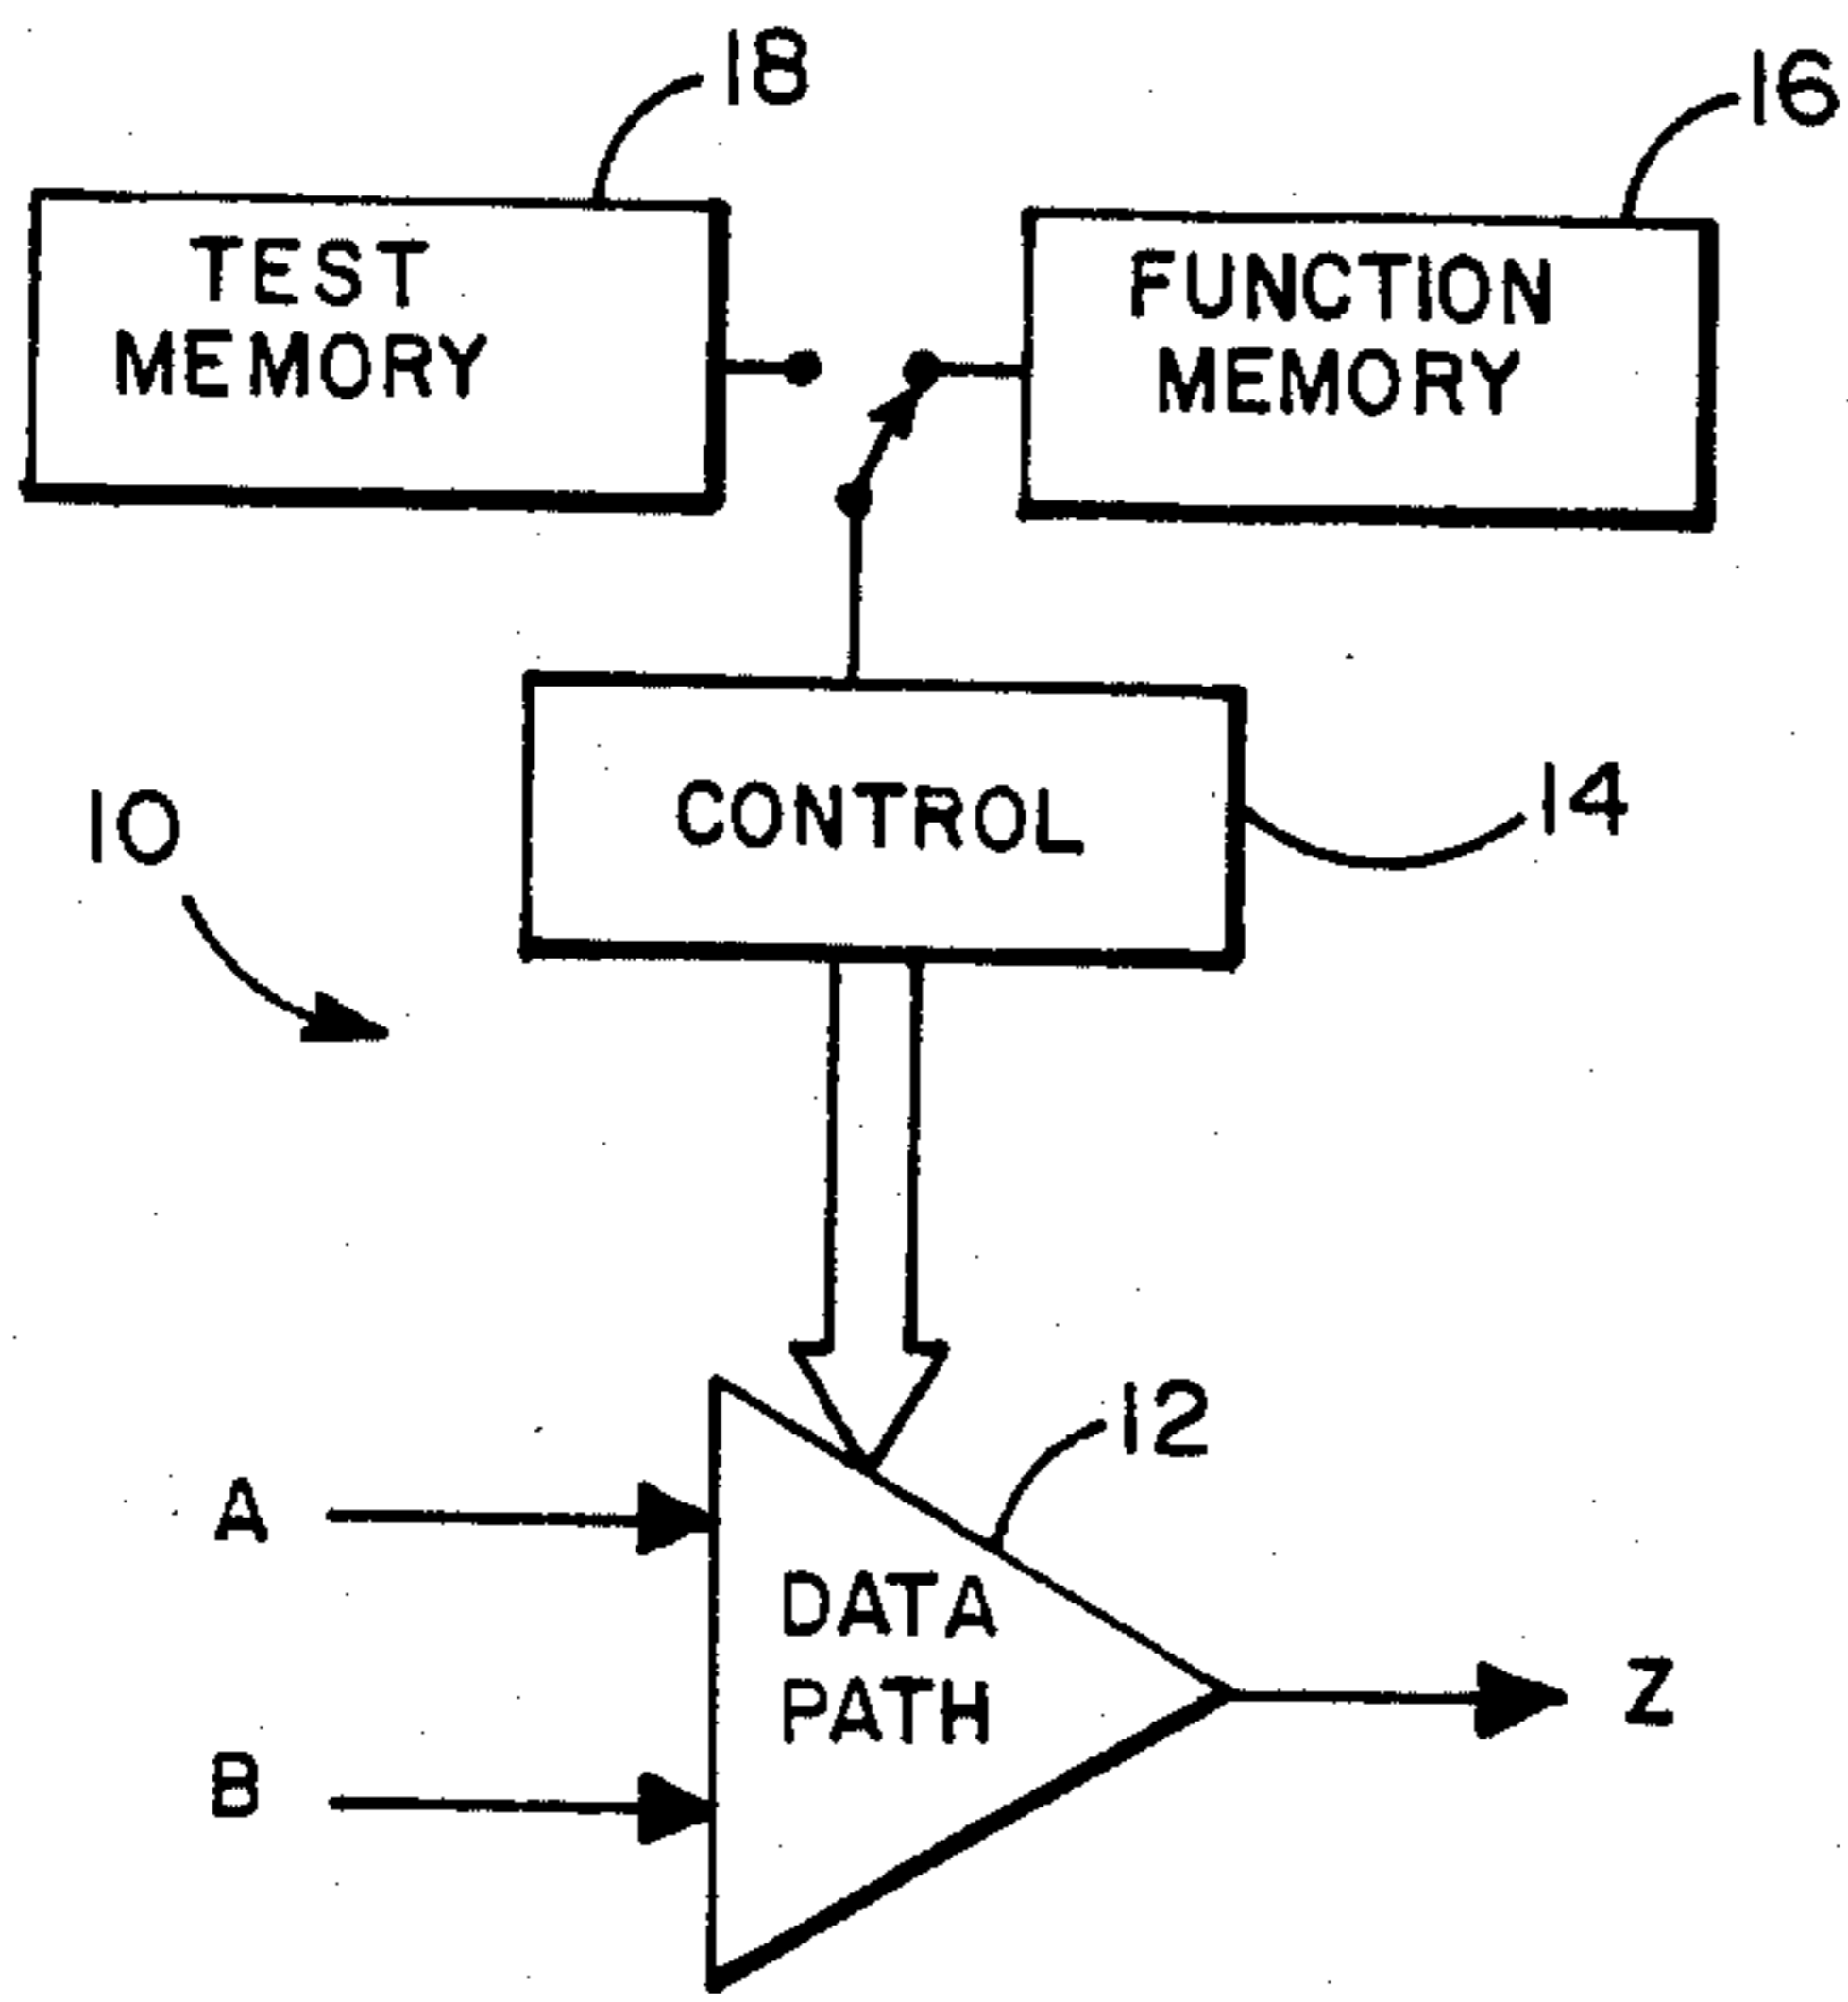 18
16
TEST
MEMORY
FUNCTION
MEMORY
10
CONTROL
14
12
A
DATA
PATH
Z
B